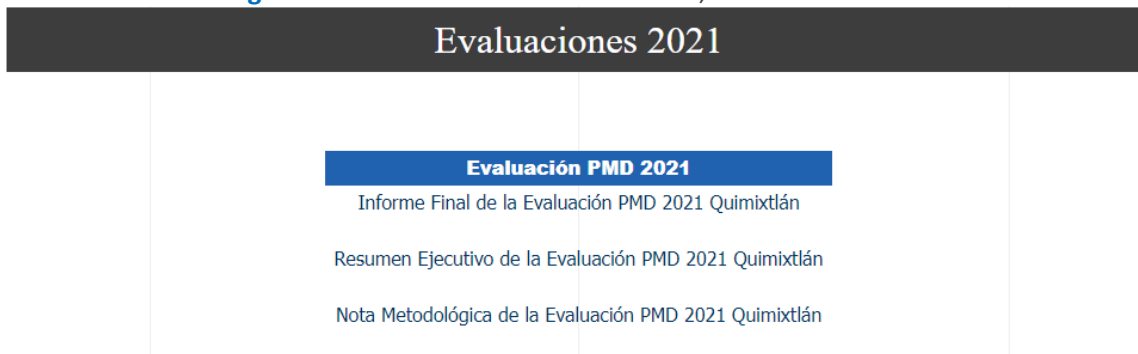 Evaluaciones 2021
Evaluación PMD 2021
Informe Final de la Evaluación PMD 2021 Quimixtlán
Resumen Ejecutivo de la Evaluación PMD 2021 Quimixtlán
Nota Metodológica de la Evaluación PMD 2021 Quimixtlán